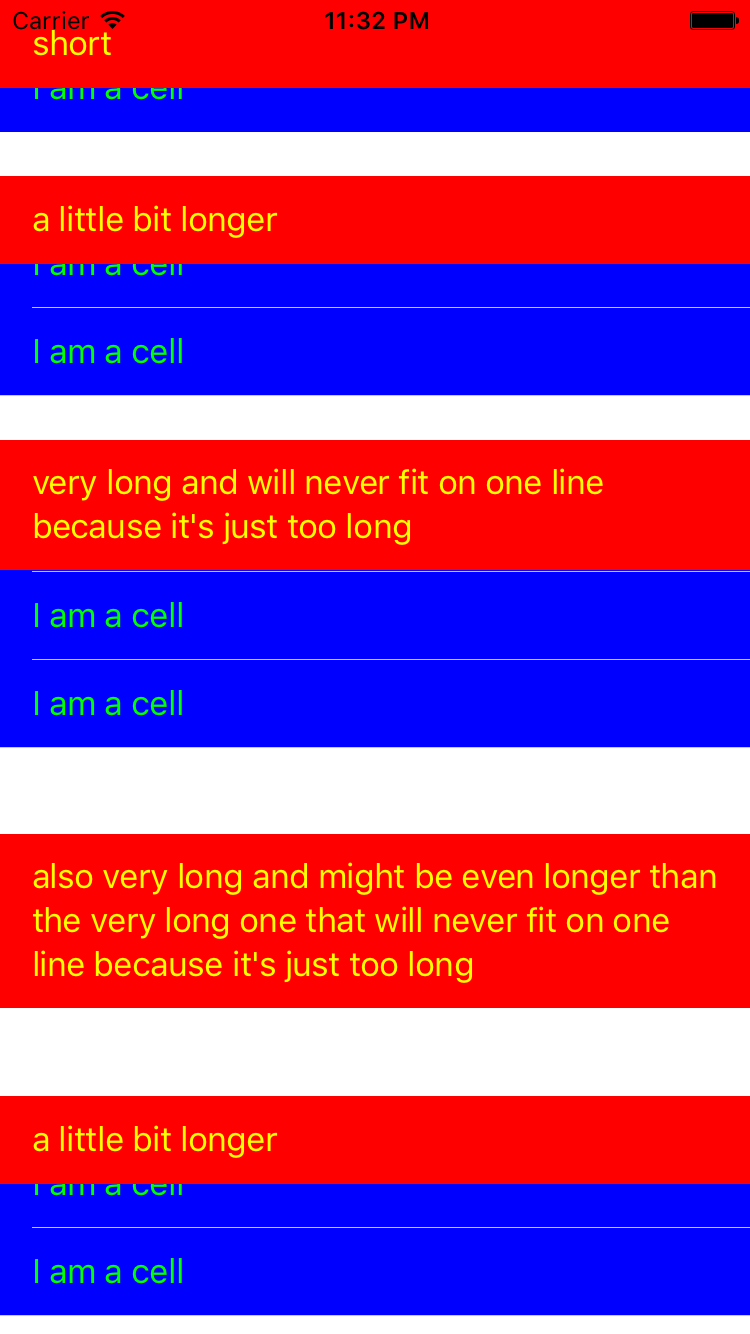 Carrier 11:32 PM
short
I am a cell
a little bit longer
I am a cell
I am a cell
very long and will never fit on one line
because it's just too long
I am a cell
I am a cell
also very long and might be even longer than
the very long one that will never fit on one
line because it's just too long
a little bit longer
I am a cell
I am a cell